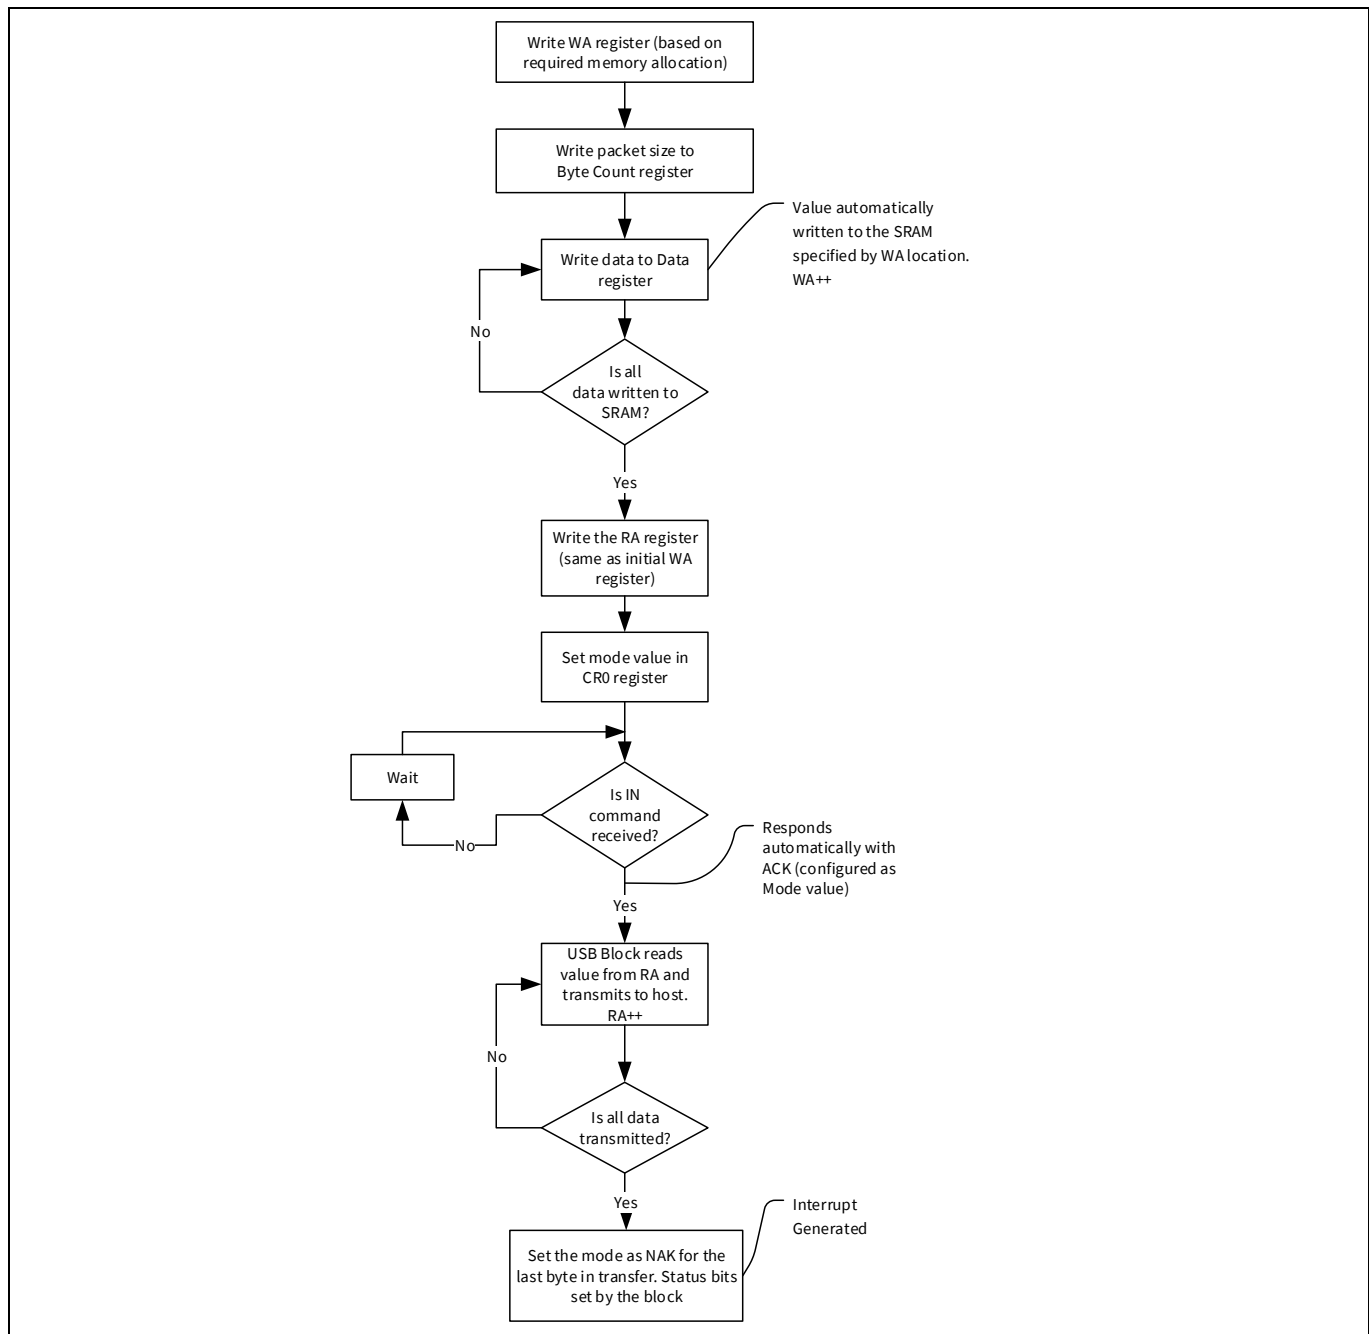 Write WA register (based on
required memory allocation)
Write packet size to
Byte Count register
Value automatically
written to the SRAM
specified by WA location.
WA++
Write data to Data
register
No
Is all
data written to
SRAM?
Yes
Write the RA register
(same as initial WA
register)
Set mode value in
CR0 register
Wait
Is IN
command
received?
No
Responds
automatically with
ACK (configured as
Mode value)
Yes
USB Block reads
value from RA and
transmits to host.
RA++
No
Is all data
transmitted?
Yes
Interrupt
Generated
Set the mode as NAK for the
last byte in transfer. Status bits
set by the block